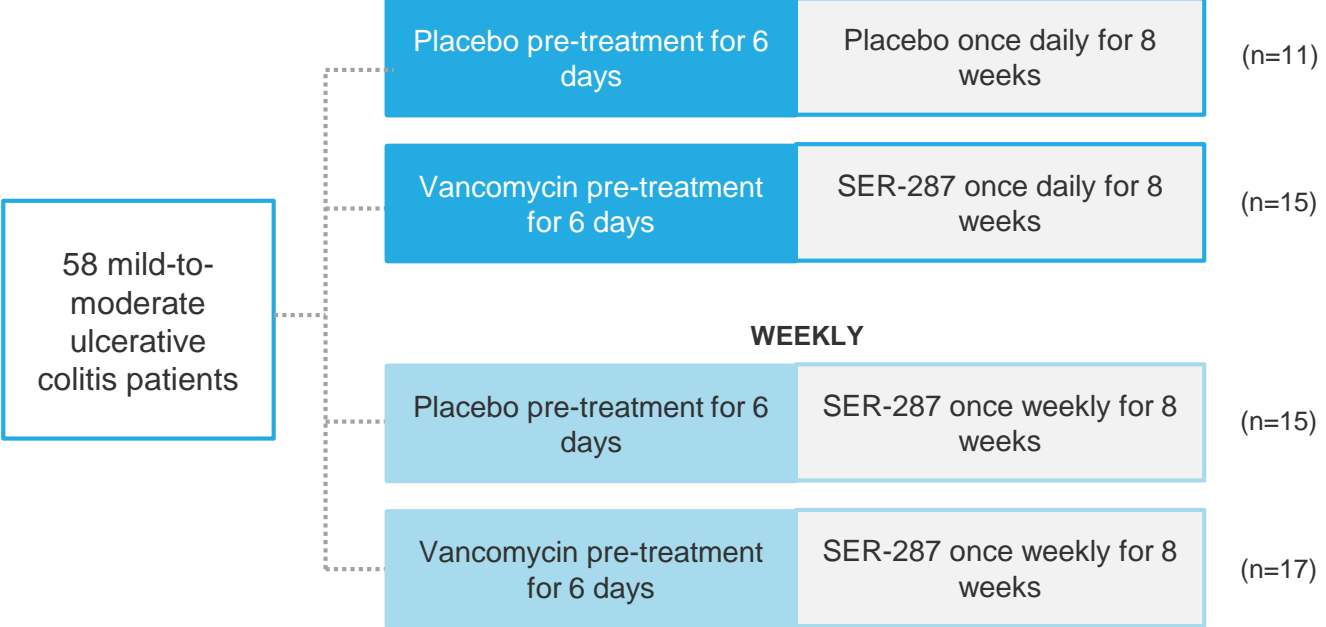 Placebo pre-treatment for 6
days
Placebo once daily for 8
weeks
(n=11)
Vancomycin pre-treatment
for 6 days
SER-287 once daily for 8
weeks
(n=15)
58 mild-to-
moderate
ulcerative
colitis patients
WEEKLY
Placebo pre-treatment for 6
days
SER-287 once weekly for 8
weeks
(n=15)
Vancomycin pre-treatment
for 6 days
SER-287 once weekly for 8
weeks
(n=17)